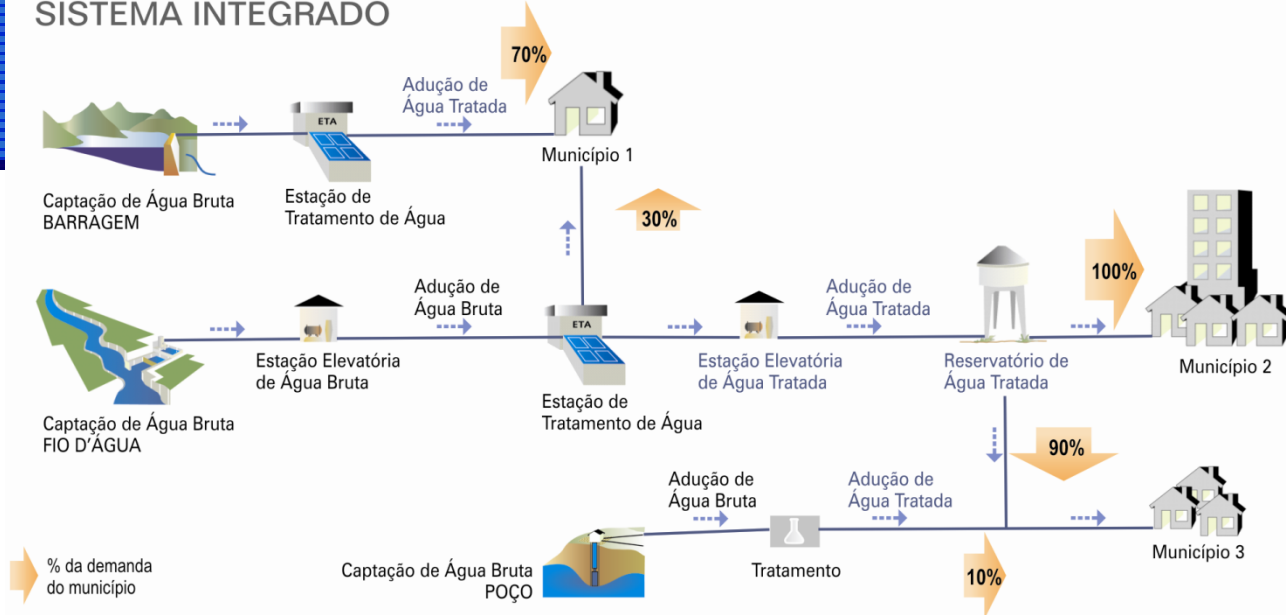 SISTEMA INTEGRADO
70%
Adução de
Água Tratada
ETA
Município 1
Captação de Água Bruta
BARRAGEM
Estação de
Tratamento de Água
30%
100%
Adução de
Água Bruta
Adução de
Água Tratada
ETA
Estação Elevatória
de Água Bruta
Estação Elevatória
de Água Tratada
Reservatório de
Água Tratada
Município 2
Estação de
Tratamento de Água
Captação de Água Bruta
FIO D’ÁGUA
90%
Adução de
Água Bruta
Adução de
Água Tratada
Município 3
% da demanda
do município
Captação de Água Bruta
POÇO
Tratamento
10%